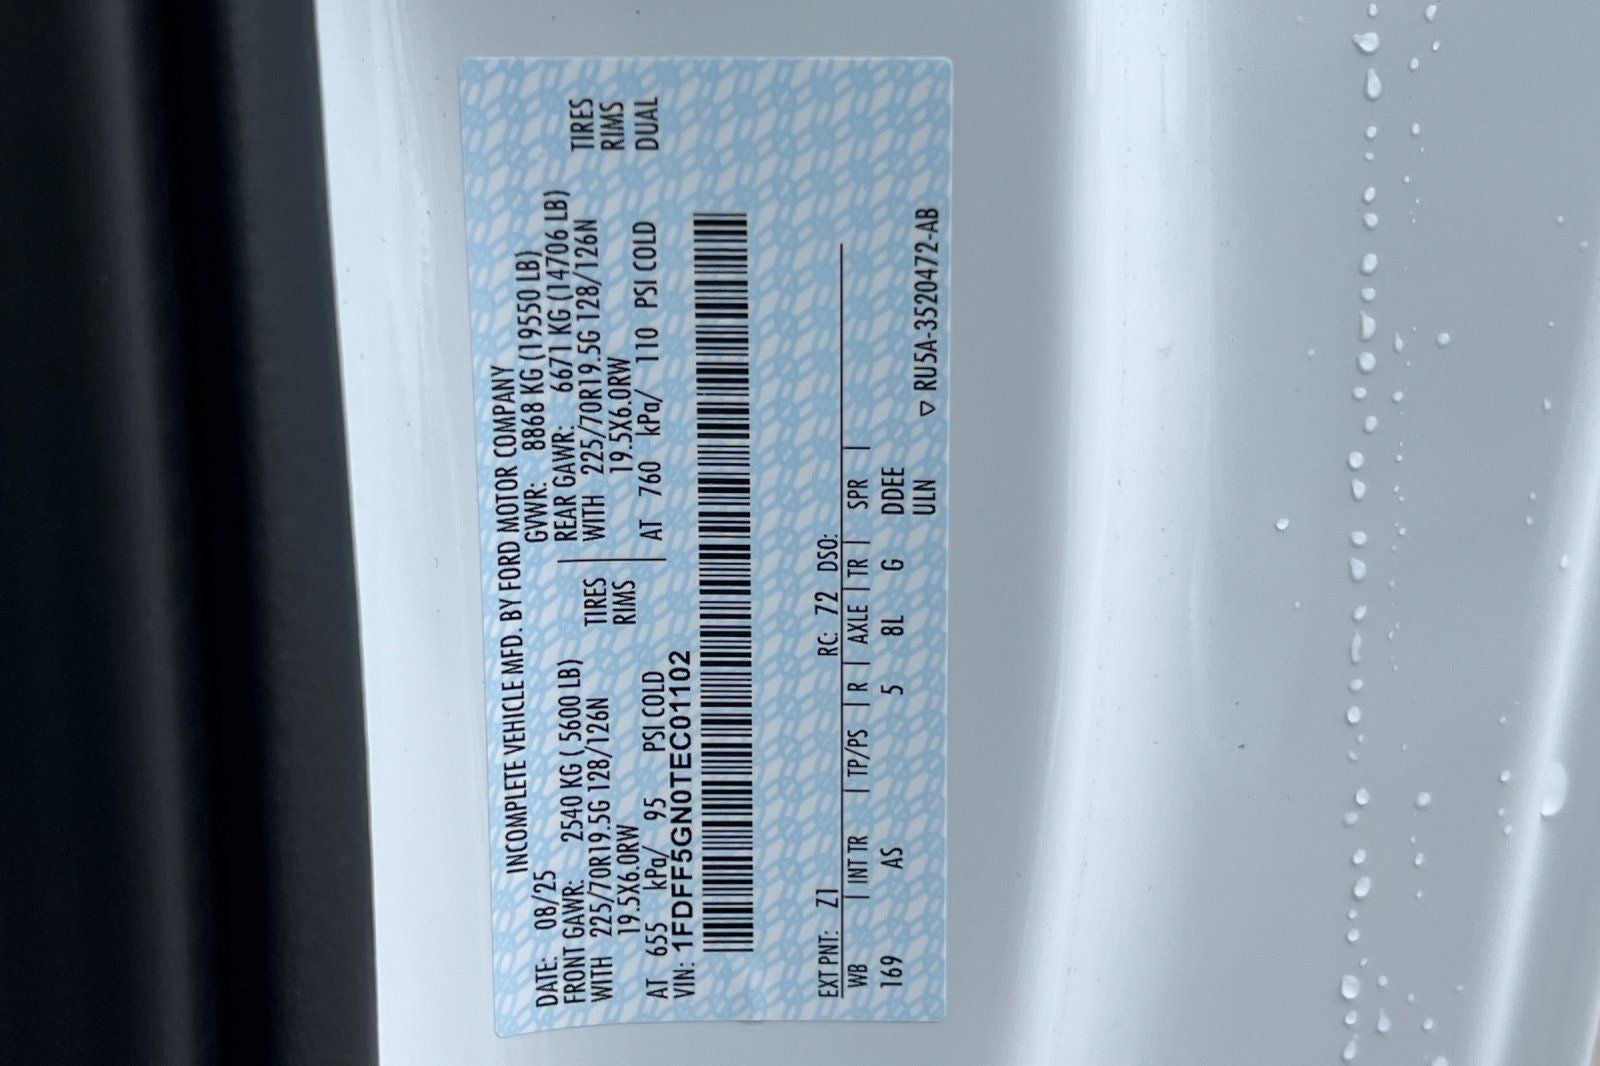 INCOMPLETE VEHICLE MFD. BY FORD MOTOR COMPANY
DATE: 08/25 GVWR: 8868 KG (19550 LB)
FRONT GAWR: 2540 KG ( 5600 LB) REAR GAWR: 6671 KG (14706 LB)
WITH 225/70R19.5G 128/126N TIRES WITH 225/70R19.5G 128/126N TIRES
19.5X6.0RW RIMS 19.5X6.0RW RIMS
AT 655 kPa/ 95 PSI COLD AT 760 kPa/ 110 PSI COLD DUAL
VIN: 1FDFF5GN0TEC01102
EXT PNT: Z1 RC: 72 DSO:
WB INT TR TP/PS R AXLE TR SPR
169 AS 5 8L G DDEE
ULN ▽ RU5A-3520472-AB